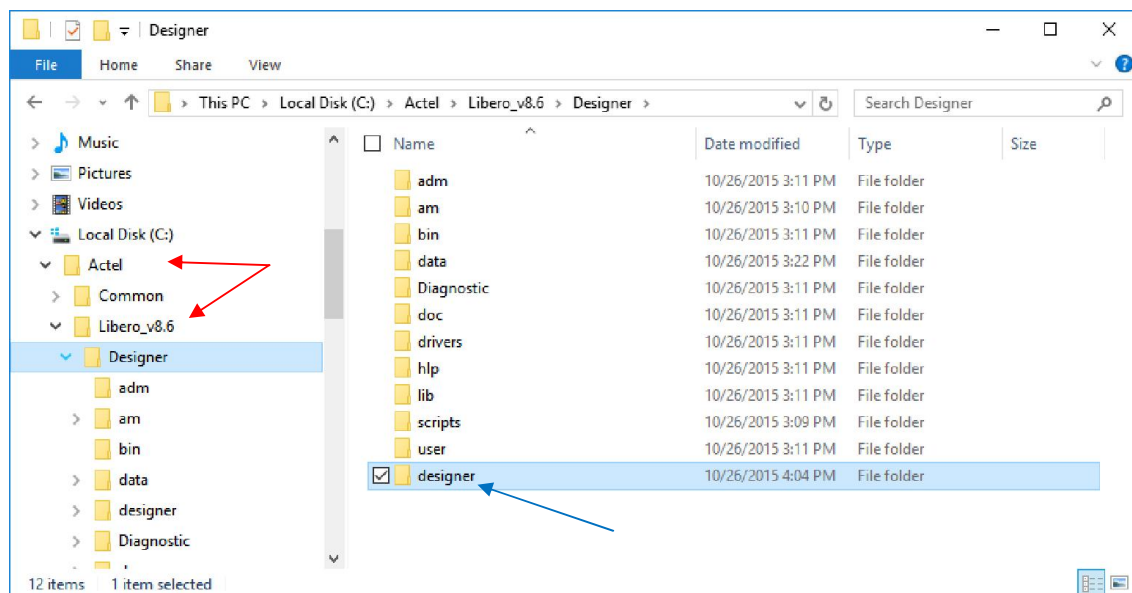 Designer
File Home Share View
This PC > Local Disk (C:) > Actel > Libero_v8.6 > Designer > Search Designer
Music
Pictures
Videos
Local Disk (C:)
Actel
Common
Libero_v8.6
Designer
adm
am
bin
data
designer
Diagnostic
Name Date modified Type Size
adm 10/26/2015 3:11 PM File folder
am 10/26/2015 3:10 PM File folder
bin 10/26/2015 3:11 PM File folder
data 10/26/2015 3:22 PM File folder
Diagnostic 10/26/2015 3:11 PM File folder
doc 10/26/2015 3:11 PM File folder
drivers 10/26/2015 3:11 PM File folder
hlp 10/26/2015 3:11 PM File folder
lib 10/26/2015 3:11 PM File folder
scripts 10/26/2015 3:09 PM File folder
user 10/26/2015 3:11 PM File folder
designer 10/26/2015 4:04 PM File folder
12 items 1 item selected